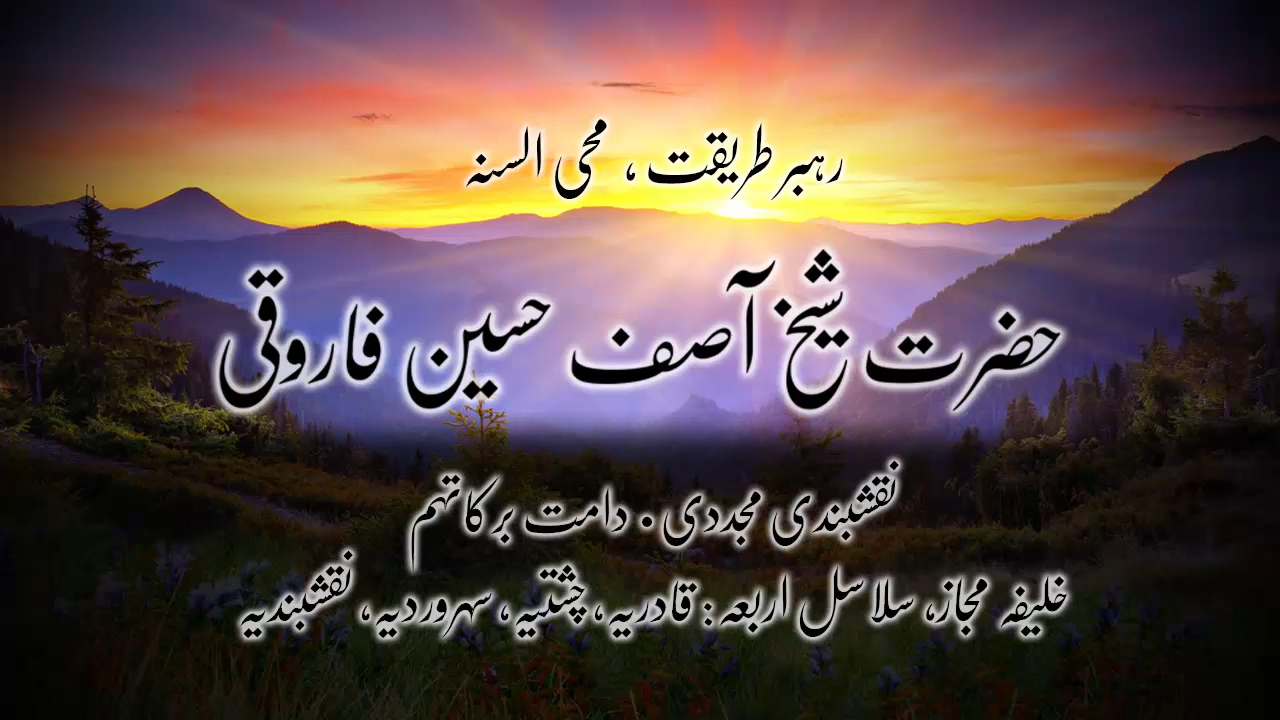 رہبر طریقت ، محی السنہ
حضرت شیخ آصف حسین فاروقی
نقشبندی مجددی ۔ دامت برکاتہم
خلیفہ مجاز، سلاسل اربعہ: قادریہ، چشتیہ، سہروردیہ، نقشبندیہ